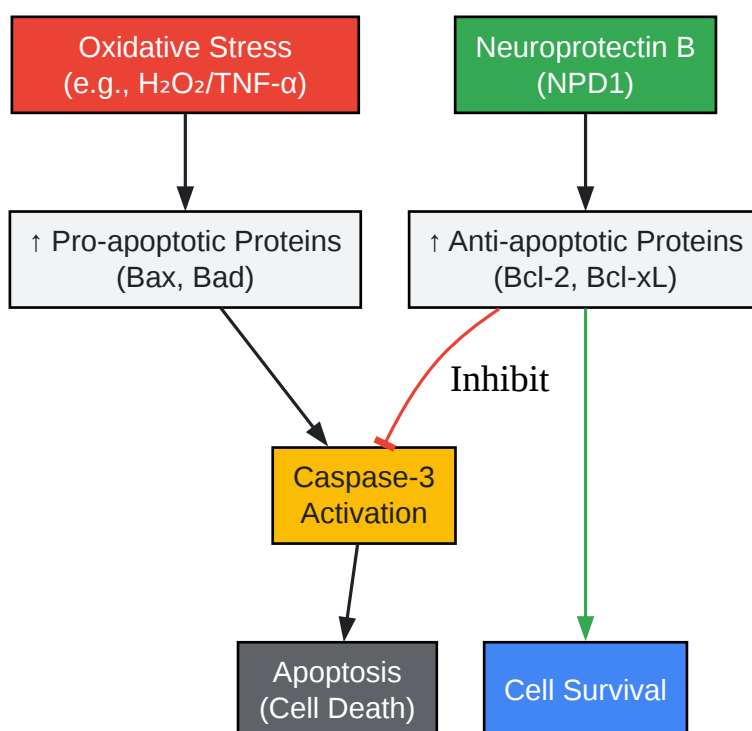 Oxidative Stress
(e.g., H₂O₂/TNF-α)
Neuroprotectin B
(NPD1)
↑ Pro-apoptotic Proteins
(Bax, Bad)
↑ Anti-apoptotic Proteins
(Bcl-2, Bcl-xL)
Inhibit
Caspase-3
Activation
Apoptosis
(Cell Death)
Cell Survival